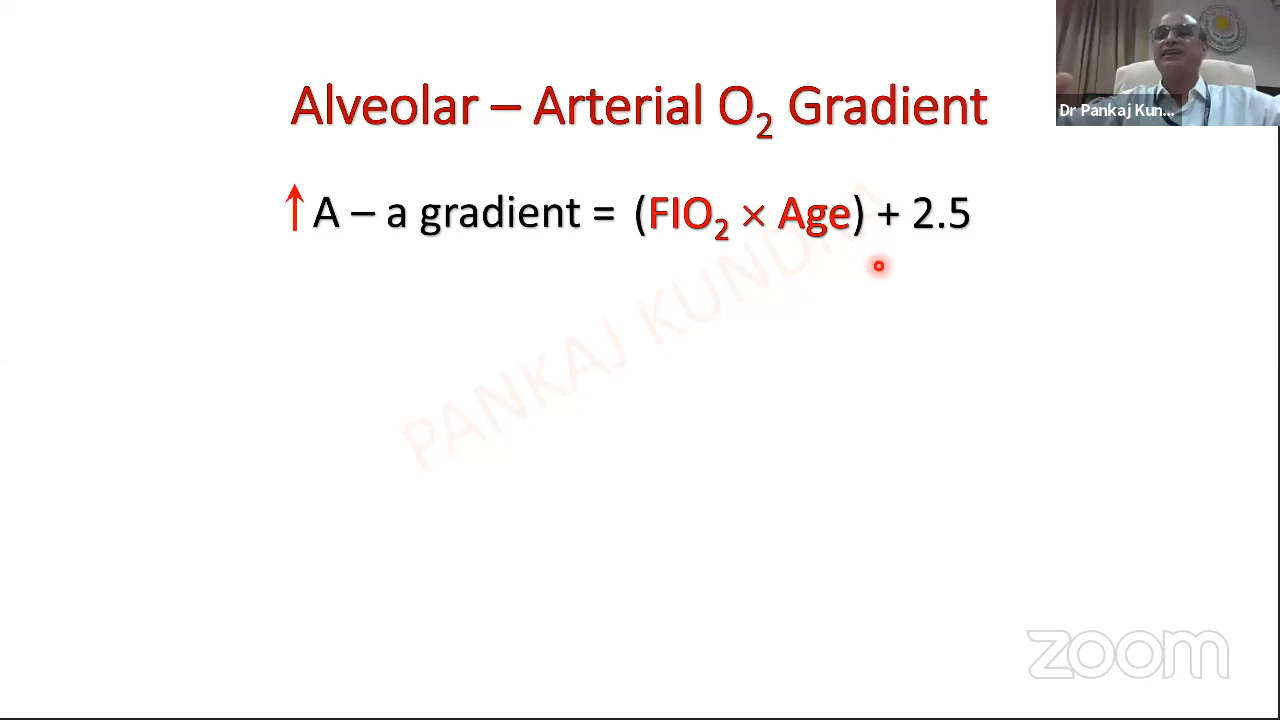 Dr Pankaj Kun...
Alveolar – Arterial O₂ Gradient
↑ A – a gradient = (FIO₂ × Age) + 2.5
PANKAJ KUNDRA
zoom